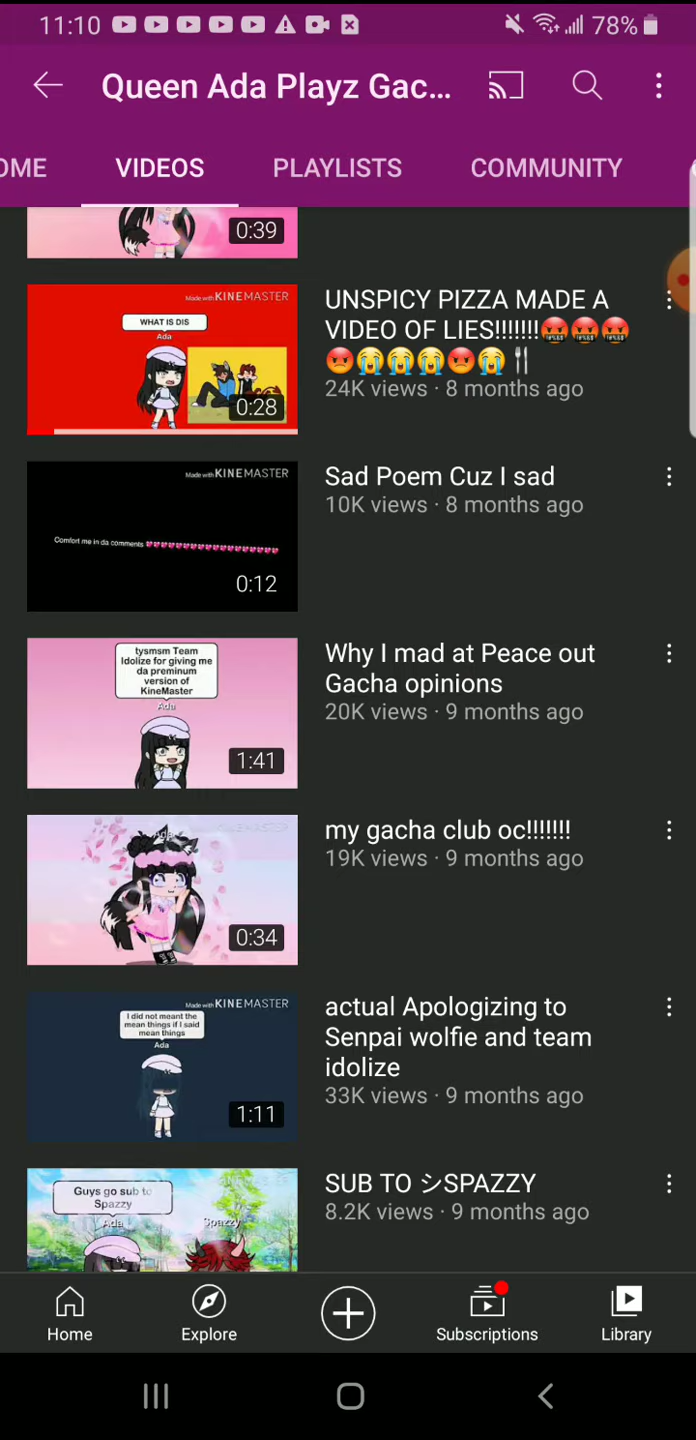 11:10 78%
Queen Ada Playz Gac...
OME VIDEOS PLAYLISTS COMMUNITY
0:39
Made with KINEMASTER
WHAT IS DIS
Ada
0:28
UNSPICY PIZZA MADE A
VIDEO OF LIES!!!!!!!🤬🤬🤬
😡😭😭😭😡😭🍴
24K views · 8 months ago
Made with KINEMASTER
Comfort me in da comments 💖💖💖💖💖💖💖💖💖💖💖💖💖💖💖💖💖💖
0:12
Sad Poem Cuz I sad
10K views · 8 months ago
tysmsm Team
Idolize for giving me
da preminum
version of
KineMaster
Ada
1:41
Why I mad at Peace out
Gacha opinions
20K views · 9 months ago
Ada
KINEMASTER
0:34
my gacha club oc!!!!!!!
19K views · 9 months ago
Made with KINEMASTER
I did not meant the
mean things if I said
mean things
Ada
1:11
actual Apologizing to
Senpai wolfie and team
idolize
33K views · 9 months ago
Guys go sub to
Spazzy
Ada
Spazzy
SUB TO シSPAZZY
8.2K views · 9 months ago
Home Explore Subscriptions Library